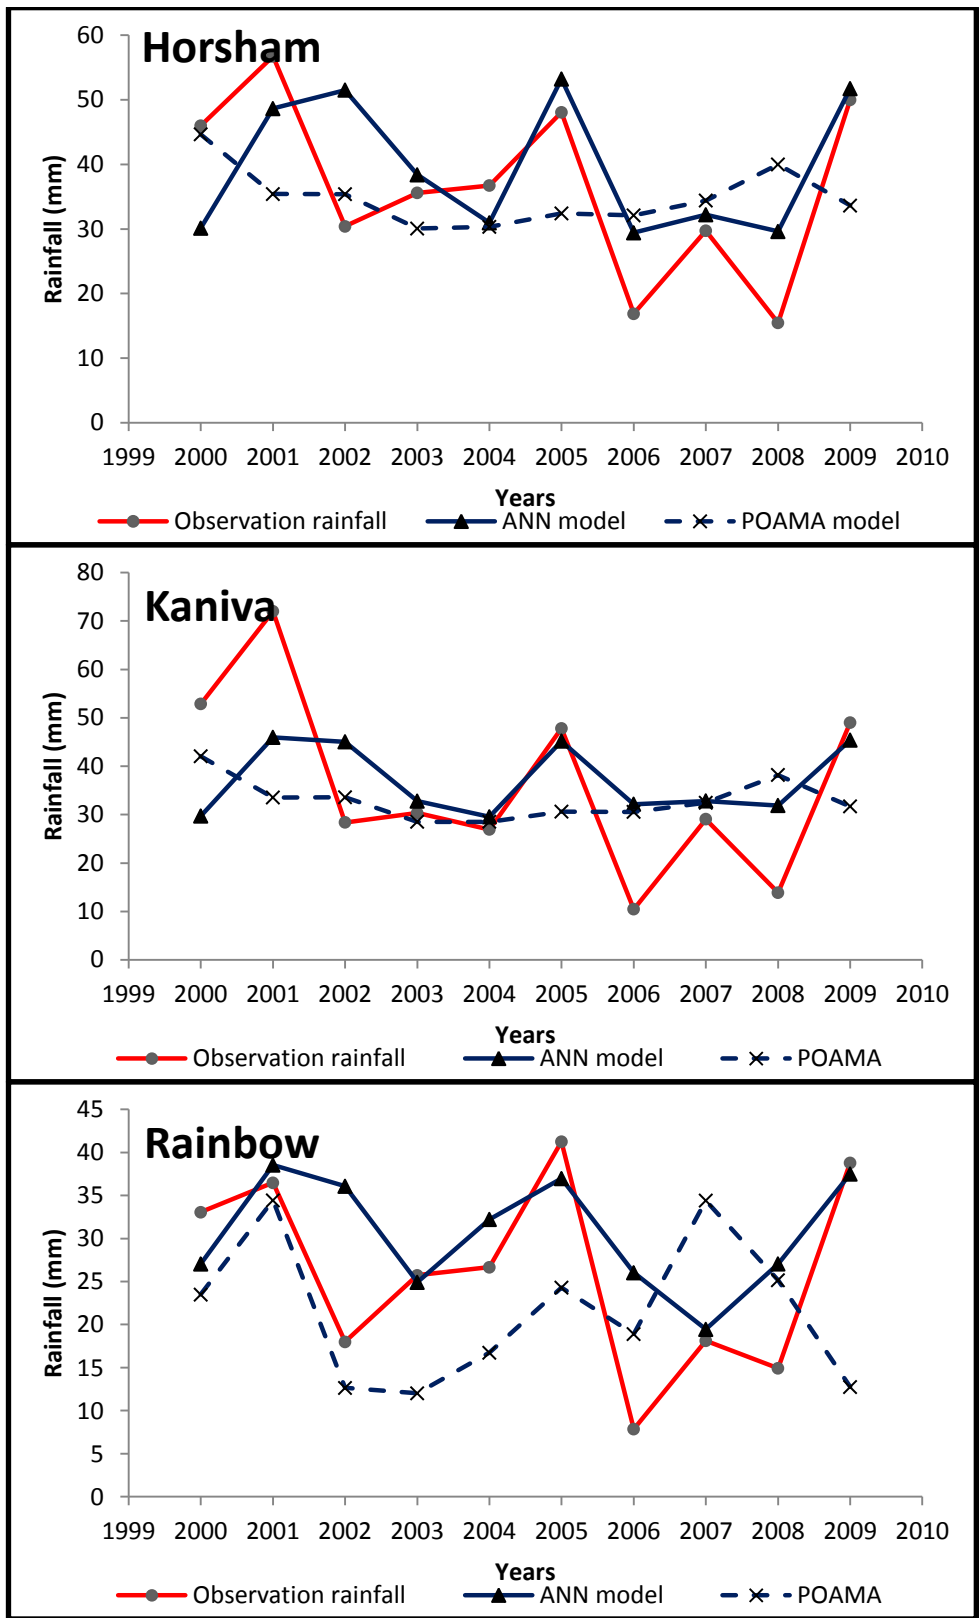 Horsham
60
50
40
30
20
10
0
Rainfall (mm)
1999 2000 2001 2002 2003 2004 2005 2006 2007 2008 2009 2010
Years
Observation rainfall ANN model POAMA model
Kaniva
80
70
60
50
40
30
20
10
0
Rainfall (mm)
1999 2000 2001 2002 2003 2004 2005 2006 2007 2008 2009 2010
Years
Observation rainfall ANN model POAMA
Rainbow
45
40
35
30
25
20
15
10
5
0
Rainfall (mm)
1999 2000 2001 2002 2003 2004 2005 2006 2007 2008 2009 2010
Years
Observation rainfall ANN model POAMA